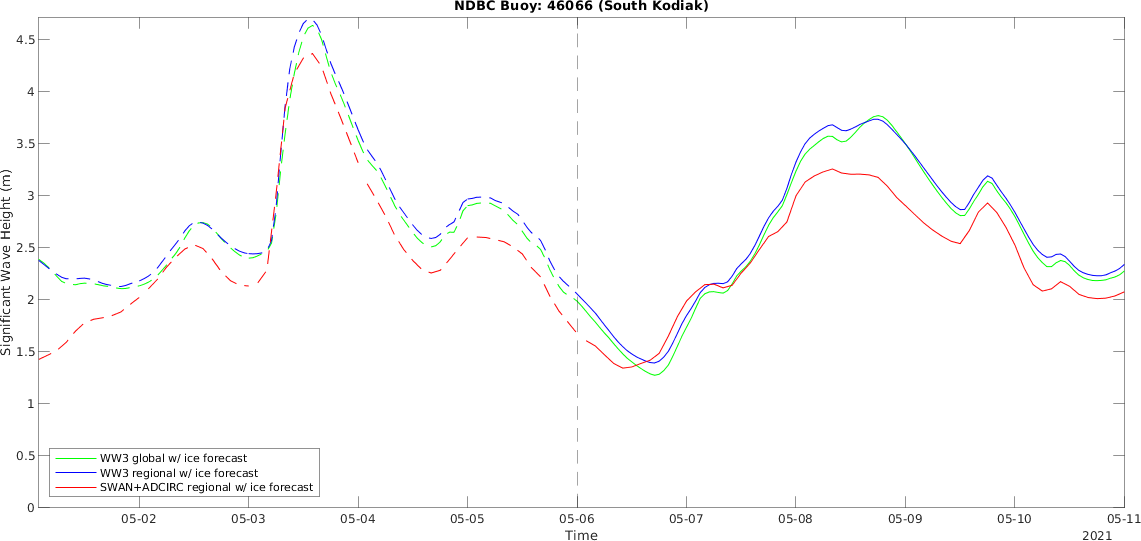 NDBC Buoy: 46066 (South Kodiak)
4.5
4
3.5
3
2.5
2
1.5
1
0.5
0
Significant Wave Height (m)
WW3 global w/ ice forecast
WW3 regional w/ ice forecast
SWAN+ADCIRC regional w/ ice forecast
05-02 05-03 05-04 05-05 05-06 05-07 05-08 05-09 05-10 05-11
Time
2021